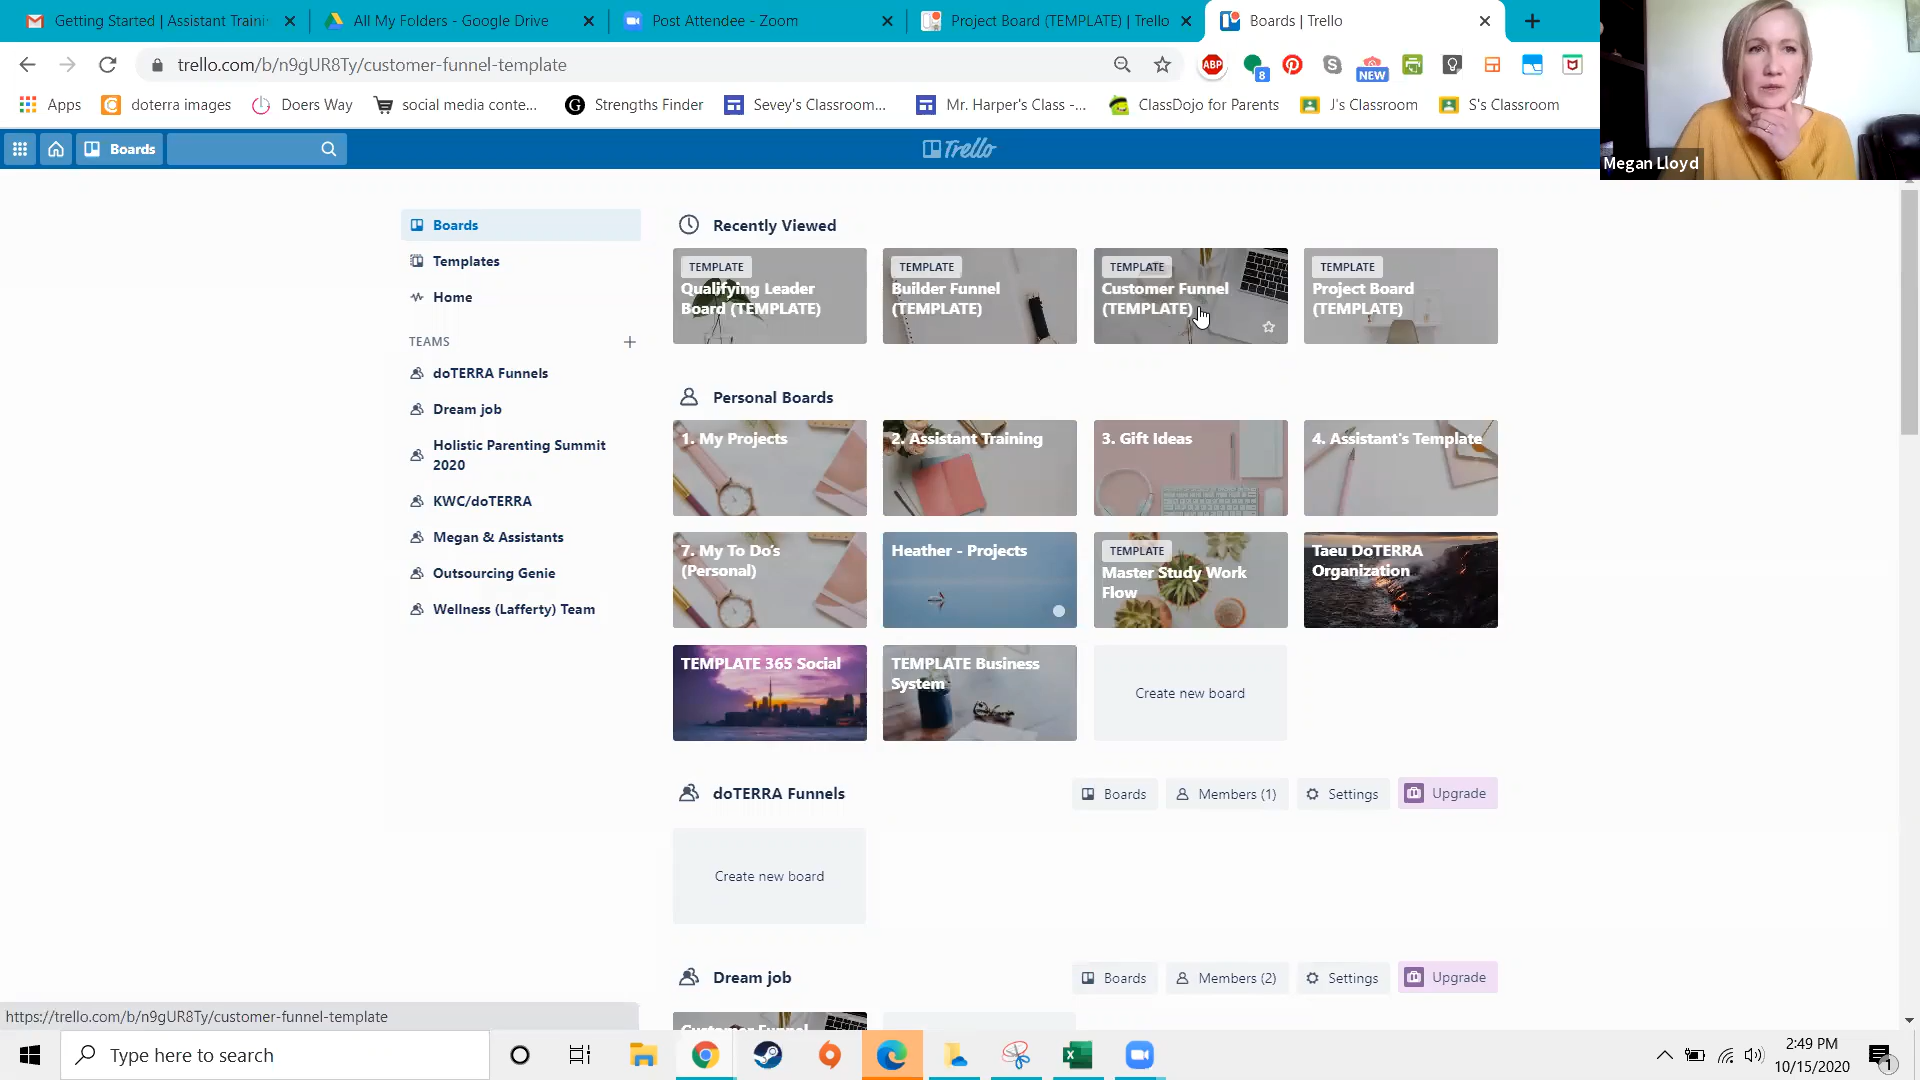 Getting Started | Assistant Traini
All My Folders - Google Drive
Post Attendee - Zoom
Project Board (TEMPLATE) | Trello
Boards | Trello
trello.com/b/n9gUR8Ty/customer-funnel-template
ABP
8
NEW
Apps
doterra images
Doers Way
social media conte...
Strengths Finder
Sevey's Classroom...
Mr. Harper's Class -...
ClassDojo for Parents
J's Classroom
S's Classroom
Megan Lloyd
Boards
Trello
Boards
Templates
Home
TEAMS
doTERRA Funnels
Dream job
Holistic Parenting Summit
2020
KWC/doTERRA
Megan & Assistants
Outsourcing Genie
Wellness (Lafferty) Team
Recently Viewed
TEMPLATE
Qualifying Leader
Board (TEMPLATE)
TEMPLATE
Builder Funnel
(TEMPLATE)
TEMPLATE
Customer Funnel
(TEMPLATE)
TEMPLATE
Project Board
(TEMPLATE)
Personal Boards
1. My Projects
2. Assistant Training
3. Gift Ideas
4. Assistant's Template
7. My To Do's
(Personal)
Heather - Projects
TEMPLATE
Master Study Work
Flow
Taeu DoTERRA
Organization
TEMPLATE 365 Social
TEMPLATE Business
System
Create new board
doTERRA Funnels
Boards
Members (1)
Settings
Upgrade
Create new board
Dream job
Boards
Members (2)
Settings
Upgrade
Customer Funnel
https://trello.com/b/n9gUR8Ty/customer-funnel-template
Type here to search
2:49 PM
10/15/2020
1